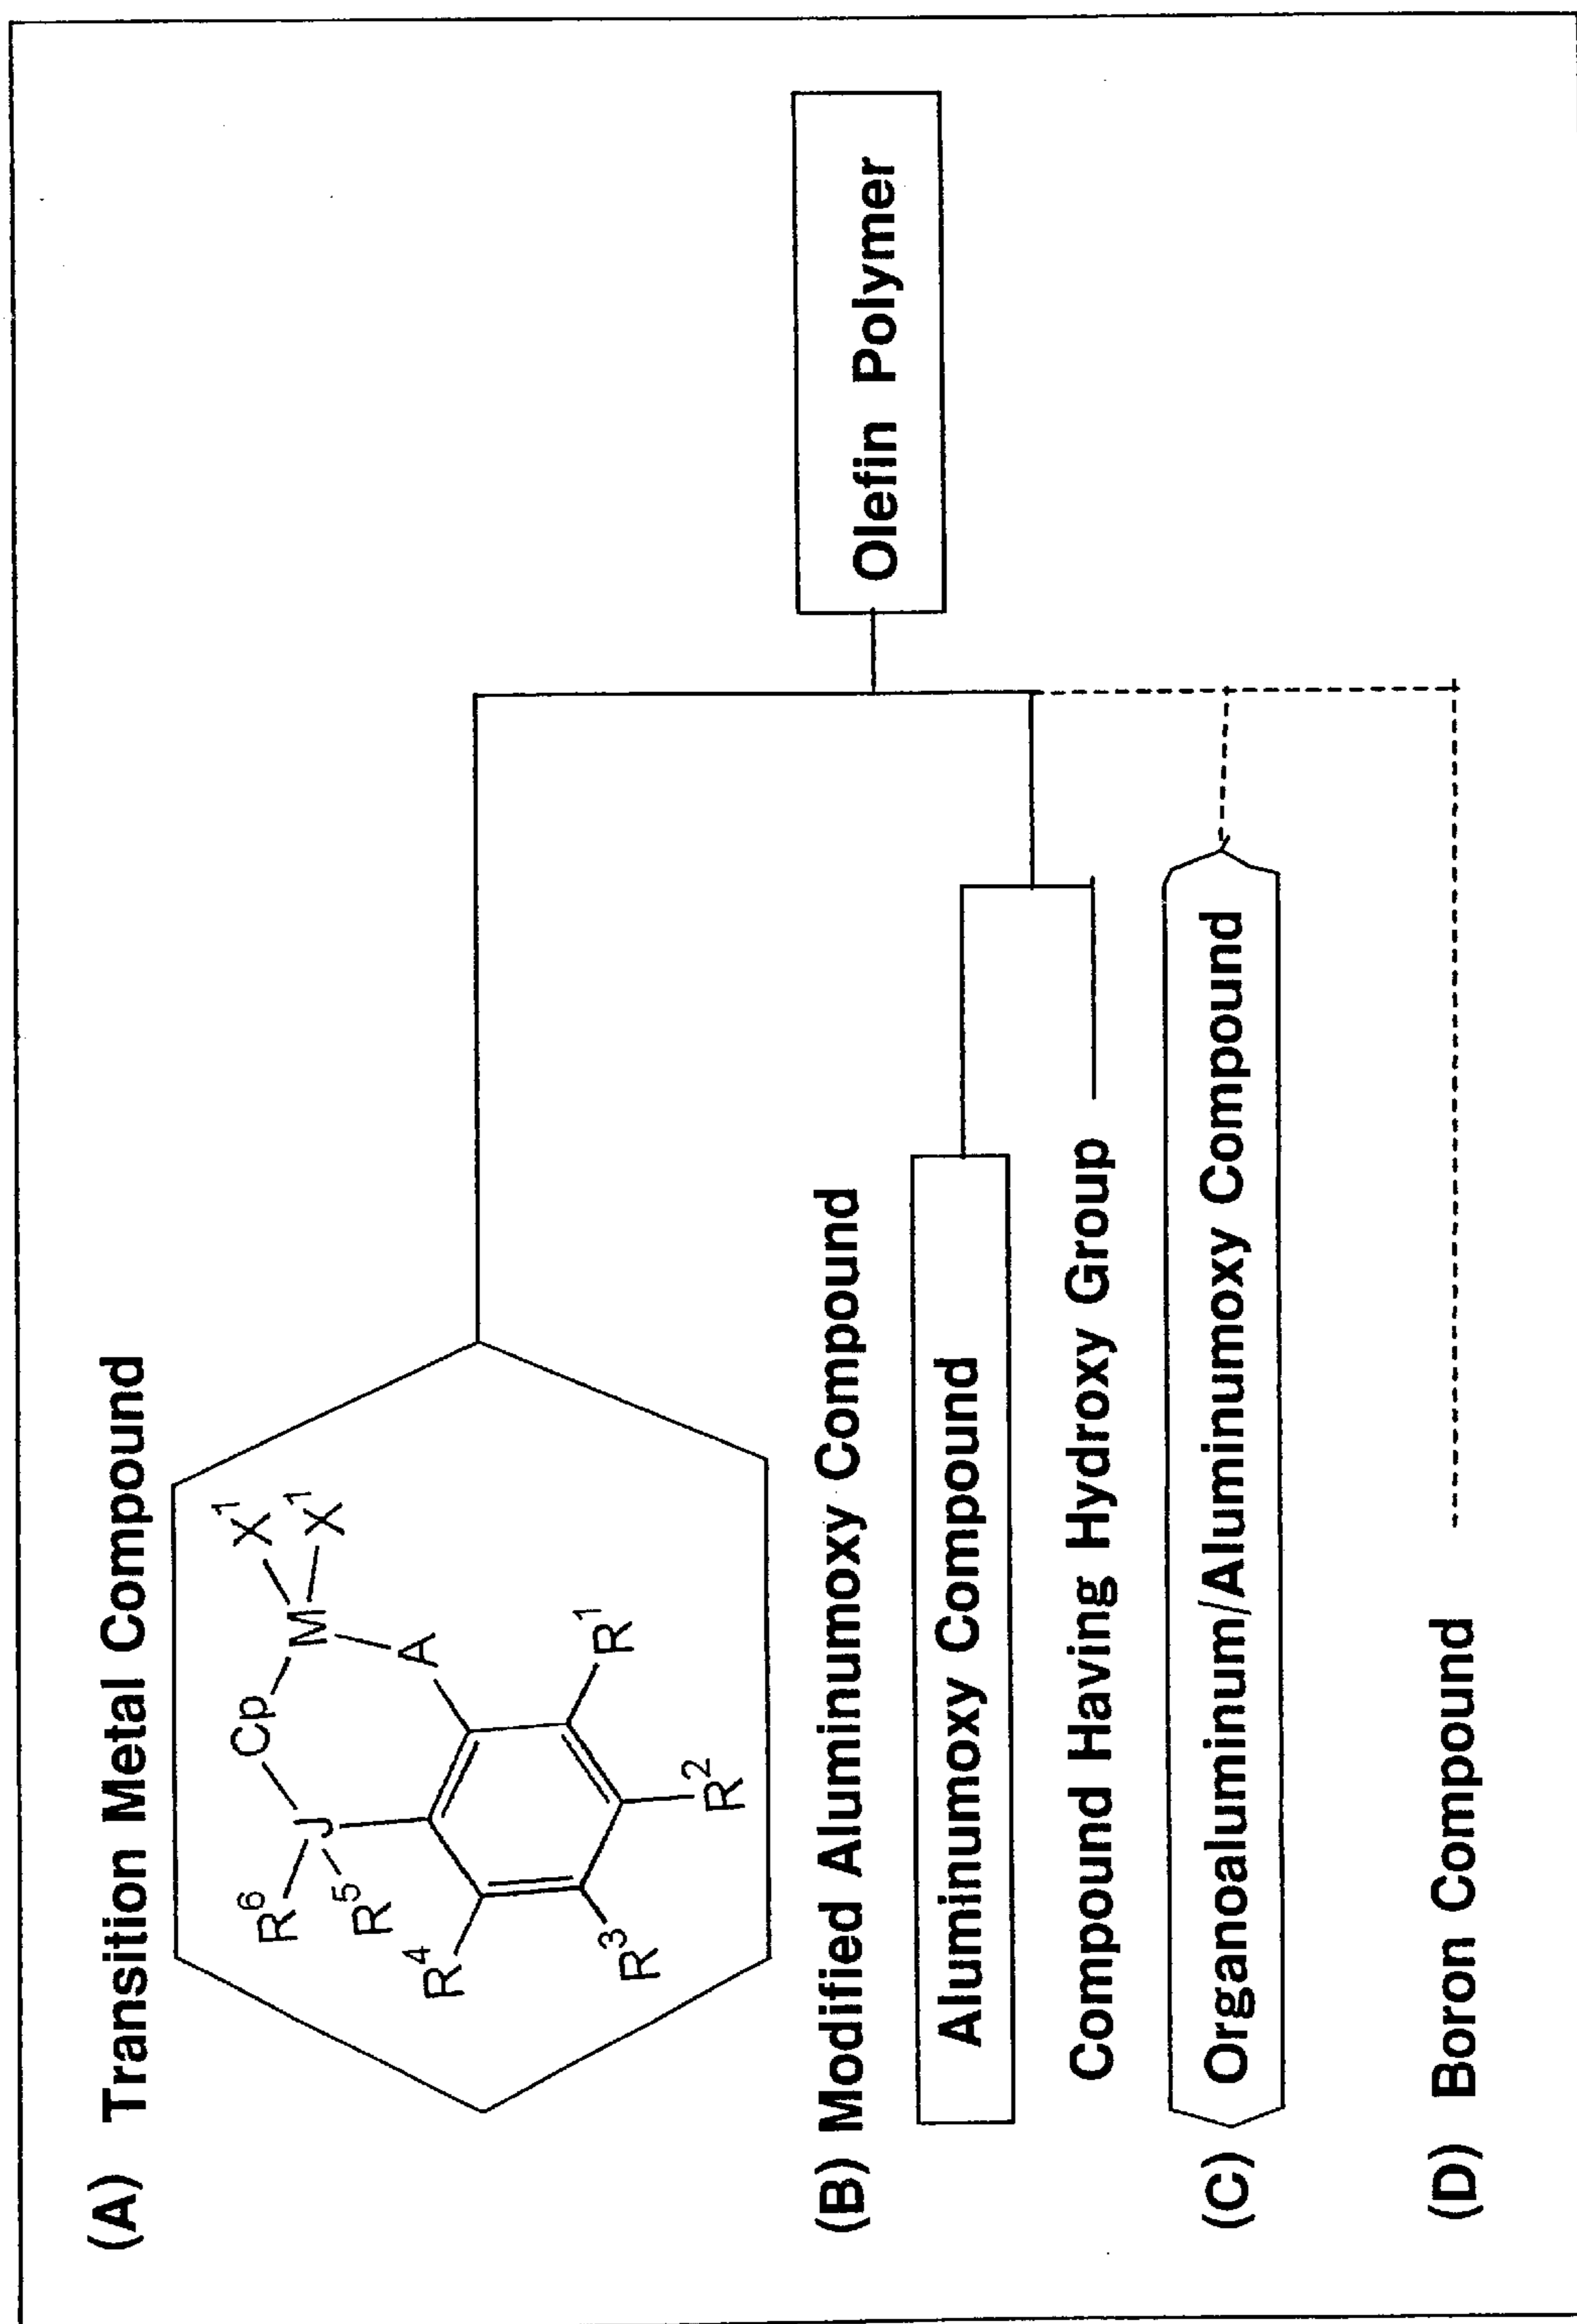 (A) Transition Metal Compound
X¹
Cp M X¹
R⁶ J A
R⁵
R⁴ R¹
R³ R²
Olefin Polymer
(B) Modified Aluminumoxy Compound
Aluminumoxy Compound
Compound Having Hydroxy Group
(C) Organoaluminum/Aluminumoxy Compound
(D) Boron Compound